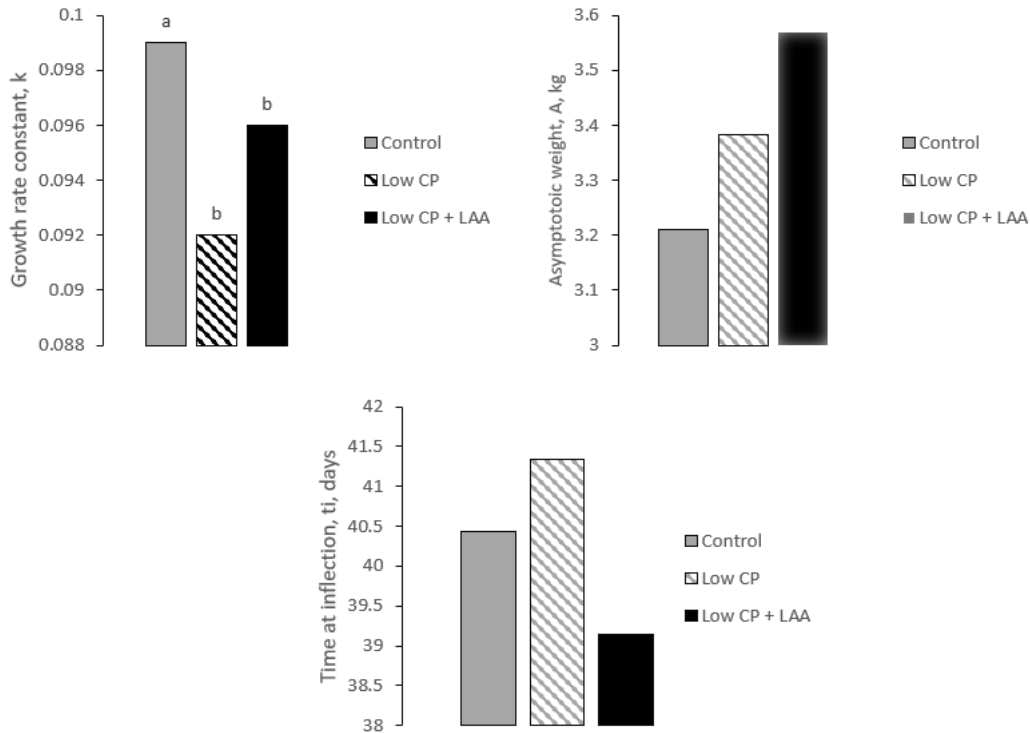 Growth rate constant, k
0.1
0.098
0.096
0.094
0.092
0.09
0.088
a
b
b
Control
Low CP
Low CP + LAA
Asymptotoic weight, A, kg
3.6
3.5
3.4
3.3
3.2
3.1
3
Control
Low CP
Low CP + LAA
Time at inflection, ti, days
42
41.5
41
40.5
40
39.5
39
38.5
38
Control
Low CP
Low CP + LAA